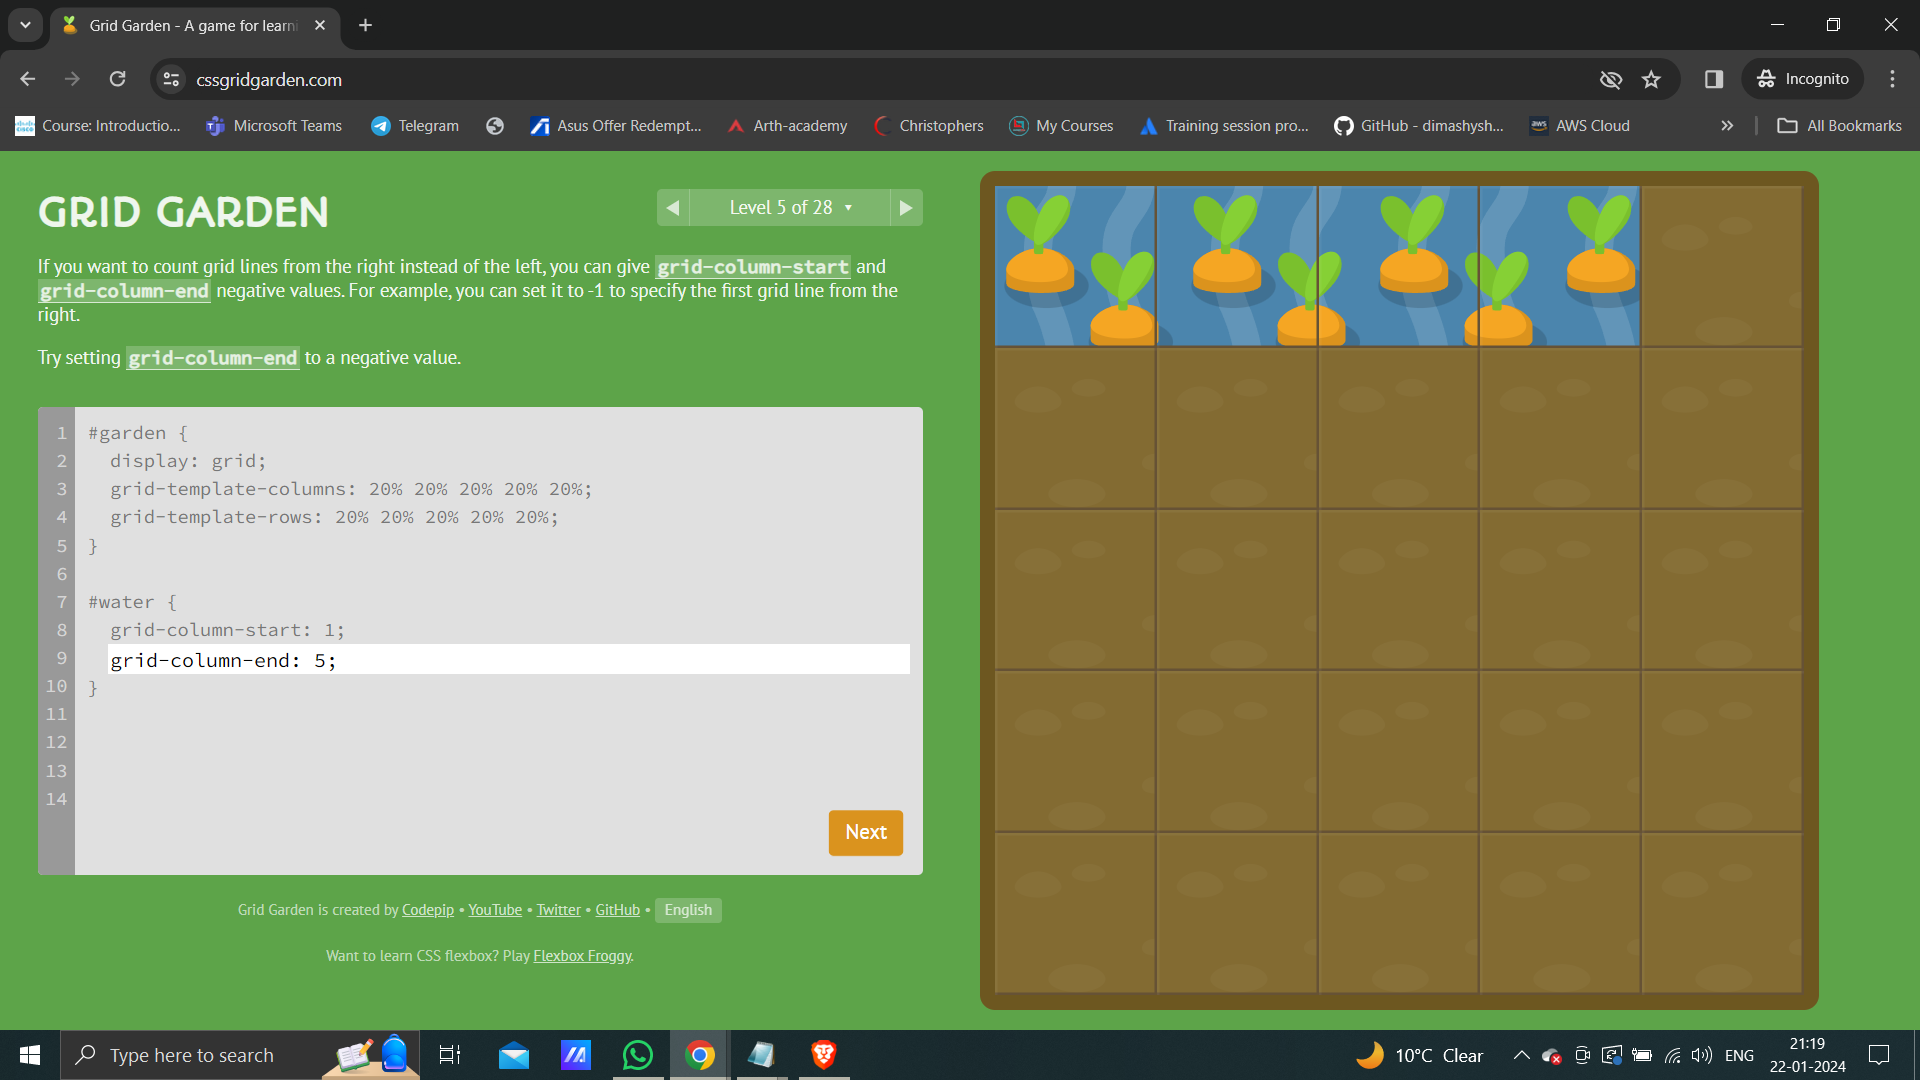 Grid Garden - A game for learni
cssgridgarden.com
Incognito
Course: Introductio...
Microsoft Teams
Telegram
Asus Offer Redempt...
Arth-academy
Christophers
My Courses
Training session pro...
GitHub - dimashysh...
AWS Cloud
All Bookmarks
GRID GARDEN
Level 5 of 28
If you want to count grid lines from the right instead of the left, you can give grid-column-start and
grid-column-end negative values. For example, you can set it to -1 to specify the first grid line from the
right.
Try setting grid-column-end to a negative value.
1 #garden {
2 display: grid;
3 grid-template-columns: 20% 20% 20% 20% 20%;
4 grid-template-rows: 20% 20% 20% 20% 20%;
5 }
6
7 #water {
8 grid-column-start: 1;
9 grid-column-end: 5;
10 }
11
12
13
14
Next
Grid Garden is created by Codepip • YouTube • Twitter • GitHub • English
Want to learn CSS flexbox? Play Flexbox Froggy.
Type here to search
10°C Clear
ENG
21:19
22-01-2024